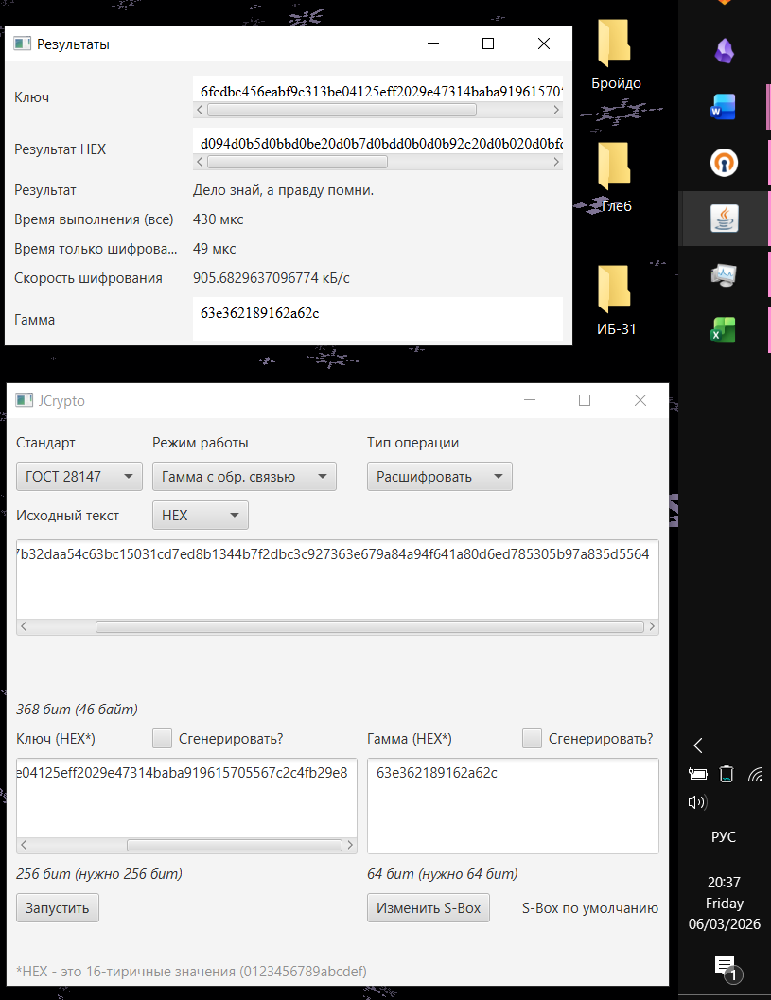 Результаты
Ключ
6fcdbc456eabf9c313be04125eff2029e47314baba91961570
Результат HEX
d094d0b5d0bbd0be20d0b7d0bdd0b0d0b92c20d0b020d0bf
Результат
Дело знай, а правду помни.
Время выполнения (все)
430 мкс
Время только шифрова...
49 мкс
Скорость шифрования
905.6829637096774 кБ/с
Гамма
63e362189162a62c
Бройдо
Глеб
ИБ-31
JCrypto
Стандарт
Режим работы
Тип операции
ГОСТ 28147
Гамма с обр. связью
Расшифровать
Исходный текст
HEX
7b32daa54c63bc15031cd7ed8b1344b7f2dbc3c927363e679a84a94f641a80d6ed785305b97a835d5564
368 бит (46 байт)
Ключ (HEX*)
Сгенерировать?
Гамма (HEX*)
Сгенерировать?
e04125eff2029e47314baba919615705567c2c4fb29e8
63e362189162a62c
256 бит (нужно 256 бит)
64 бит (нужно 64 бит)
Запустить
Изменить S-Box
S-Box по умолчанию
*HEX - это 16-тиричные значения (0123456789abcdef)
РУС
20:37
Friday
06/03/2026
1